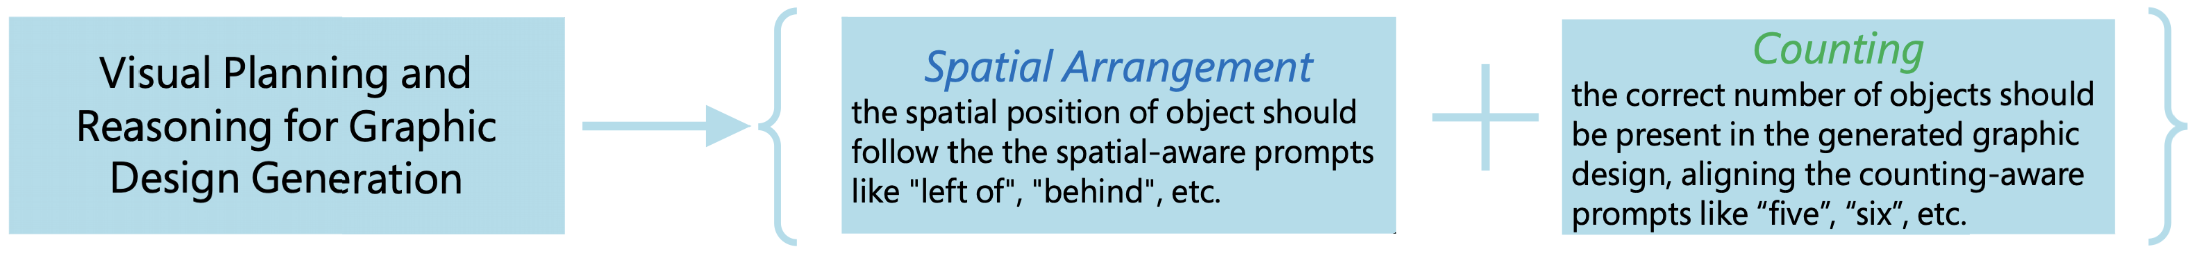 Visual Planning and
Reasoning for Graphic
Design Generation
Spatial Arrangement
the spatial position of object should
follow the the spatial-aware prompts
like "left of", "behind", etc.
Counting
the correct number of objects should
be present in the generated graphic
design, aligning the counting-aware
prompts like “five”, “six”, etc.